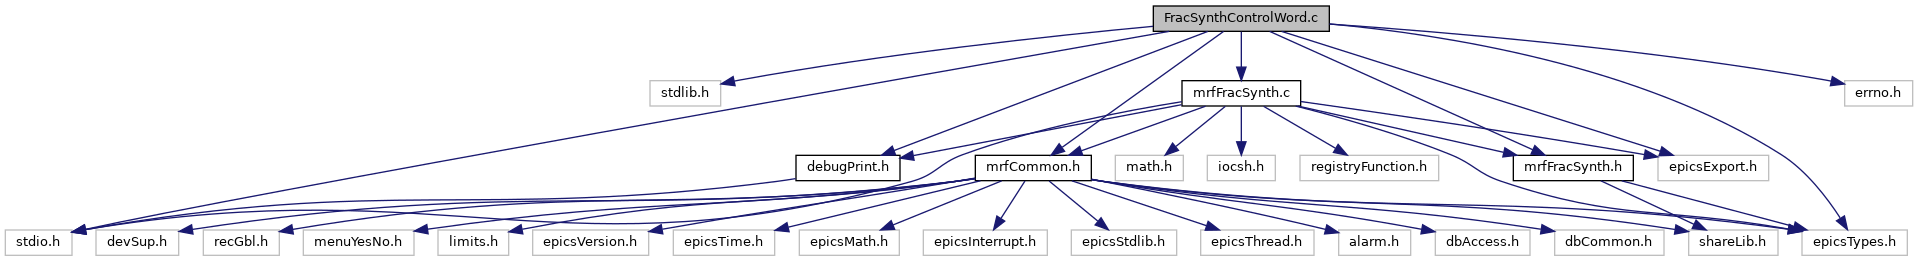 FracSynthControlWord.c
stdlib.h
mrfFracSynth.c
errno.h
debugPrint.h
mrfCommon.h
math.h
iocsh.h
registryFunction.h
mrfFracSynth.h
epicsExport.h
stdio.h
devSup.h
recGbl.h
menuYesNo.h
limits.h
epicsVersion.h
epicsTime.h
epicsMath.h
epicsInterrupt.h
epicsStdlib.h
epicsThread.h
alarm.h
dbAccess.h
dbCommon.h
shareLib.h
epicsTypes.h